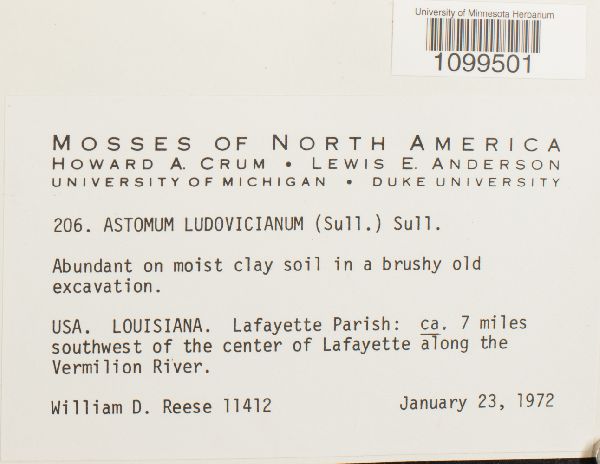 University of Minnesota Herbarium
1099501
MOSSES OF NORTH AMERICA
HOWARD A. CRUM • LEWIS E. ANDERSON
UNIVERSITY OF MICHIGAN • DUKE UNIVERSITY
206. ASTOMUM LUDOVICIANUM (Sull.) Sull.
Abundant on moist clay soil in a brushy old
excavation.
USA. LOUISIANA. Lafayette Parish: ca. 7 miles
southwest of the center of Lafayette along the
Vermilion River.
William D. Reese 11412 January 23, 1972